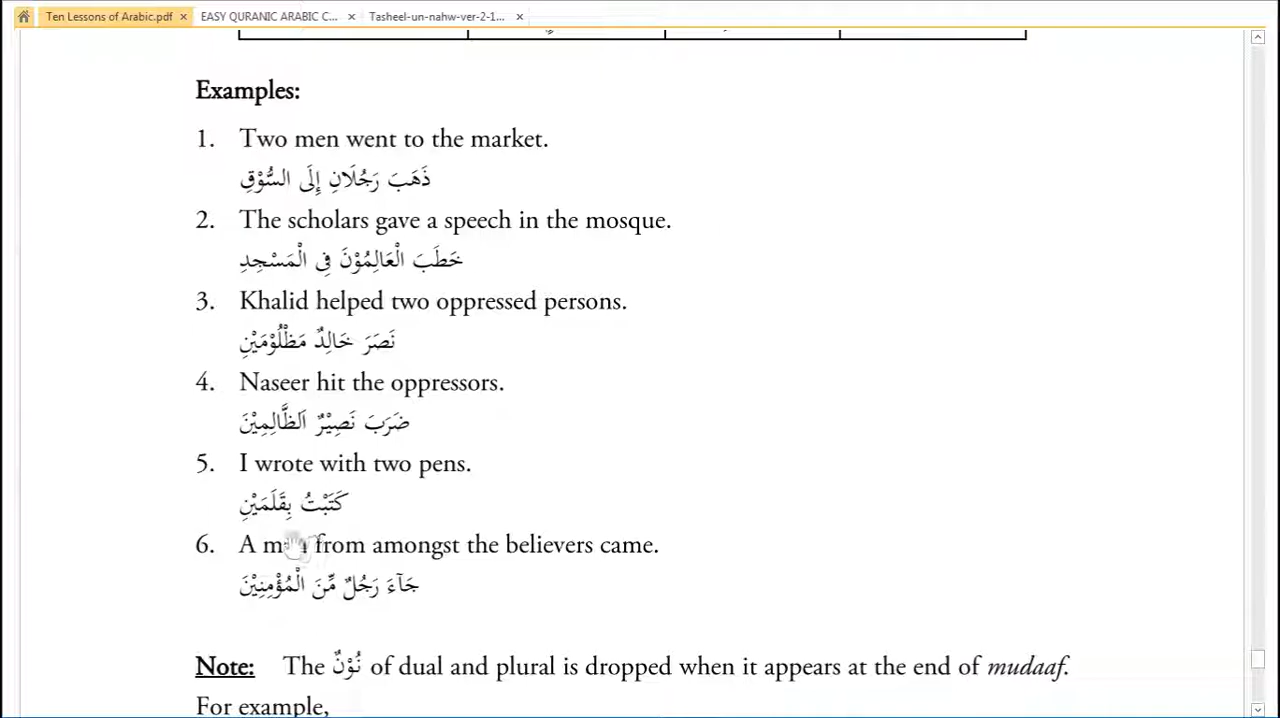 Ten Lessons of Arabic.pdf
EASY QURANIC ARABIC C...
Tasheel-un-nahw-ver-2-1...
Examples:
1. Two men went to the market.
ذَهَبَ رَجُلَانِ إِلَى السُّوْقِ
2. The scholars gave a speech in the mosque.
خَطَبَ الْعَالِمُوْنَ فِى الْمَسْجِدِ
3. Khalid helped two oppressed persons.
نَصَرَ خَالِدٌ مَظْلُوْمَيْنِ
4. Naseer hit the oppressors.
ضَرَبَ نَصِيْرٌ اَلظَّالِمِيْنَ
5. I wrote with two pens.
كَتَبْتُ بِقَلَمَيْنِ
6. A man from amongst the believers came.
جَآءَ رَجُلٌ مِّنَ الْمُؤْمِنِيْنَ
Note: The نُوْنٌ of dual and plural is dropped when it appears at the end of mudaaf.
For example,